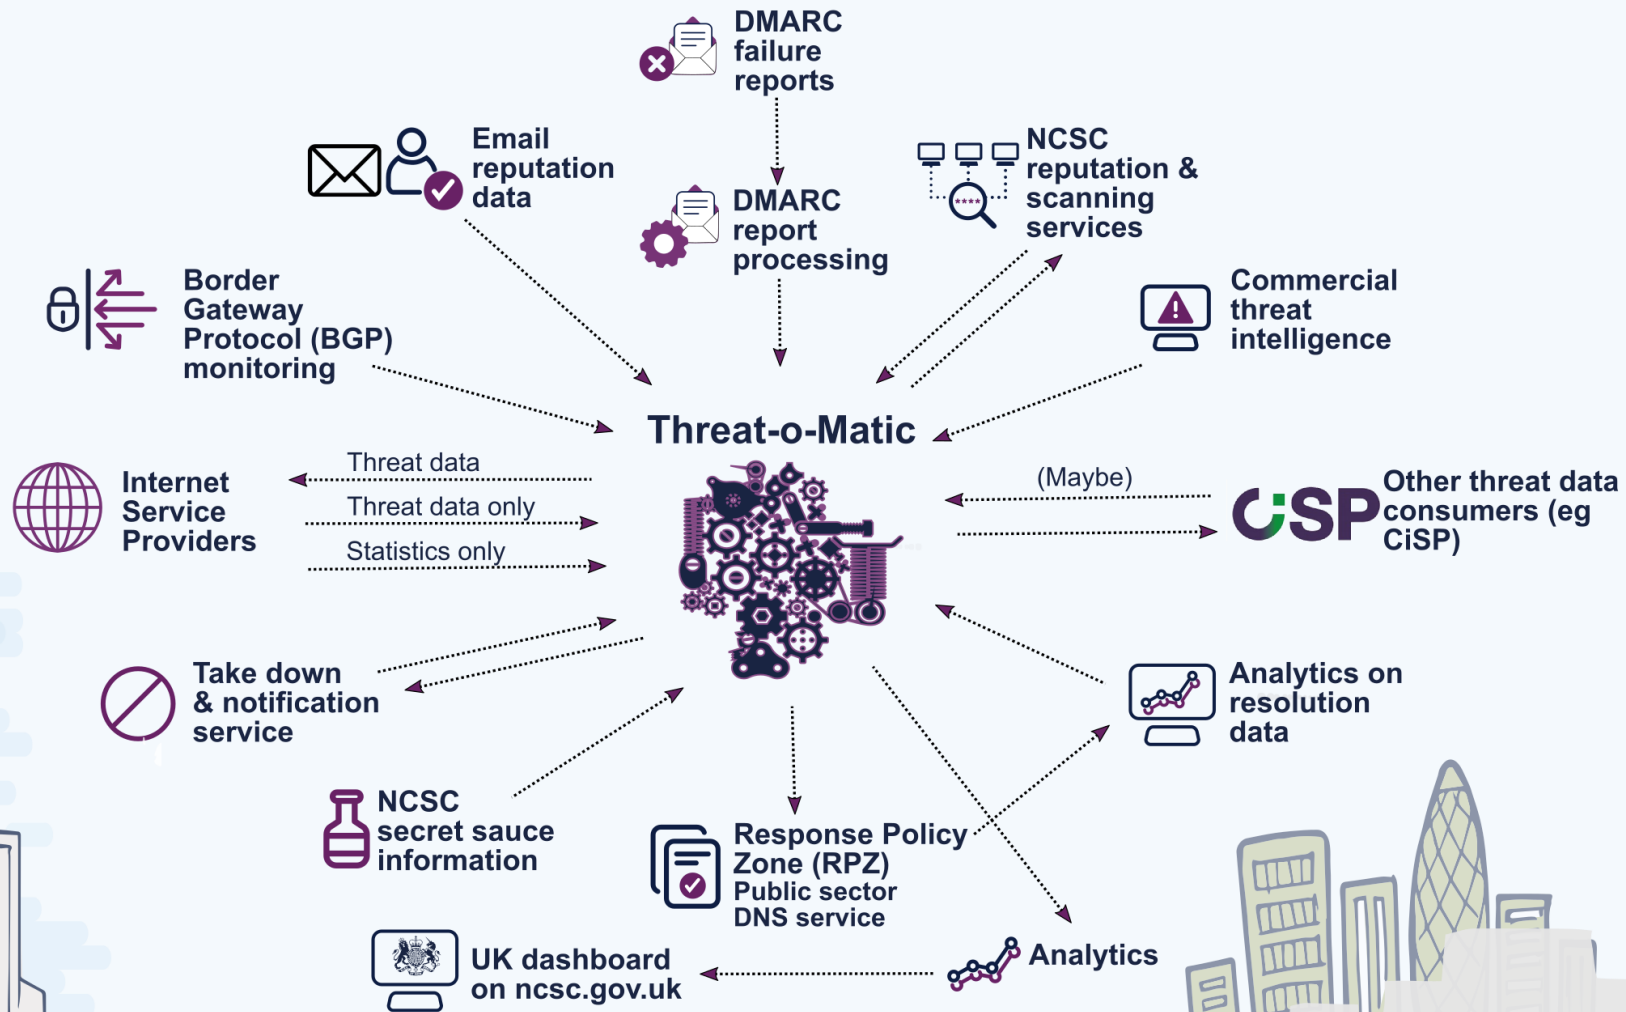 DMARC
failure
reports
Email
reputation
data
DMARC
report
processing
NCSC
reputation &
scanning
services
Border
Gateway
Protocol (BGP)
monitoring
Commercial
threat
intelligence
Threat-o-Matic
Internet
Service
Providers
Threat data
Threat data only
Statistics only
(Maybe)
CiSP
Other threat data
consumers (eg
CiSP)
Take down
& notification
service
Analytics on
resolution
data
NCSC
secret sauce
information
Response Policy
Zone (RPZ)
Public sector
DNS service
UK dashboard
on ncsc.gov.uk
Analytics
****